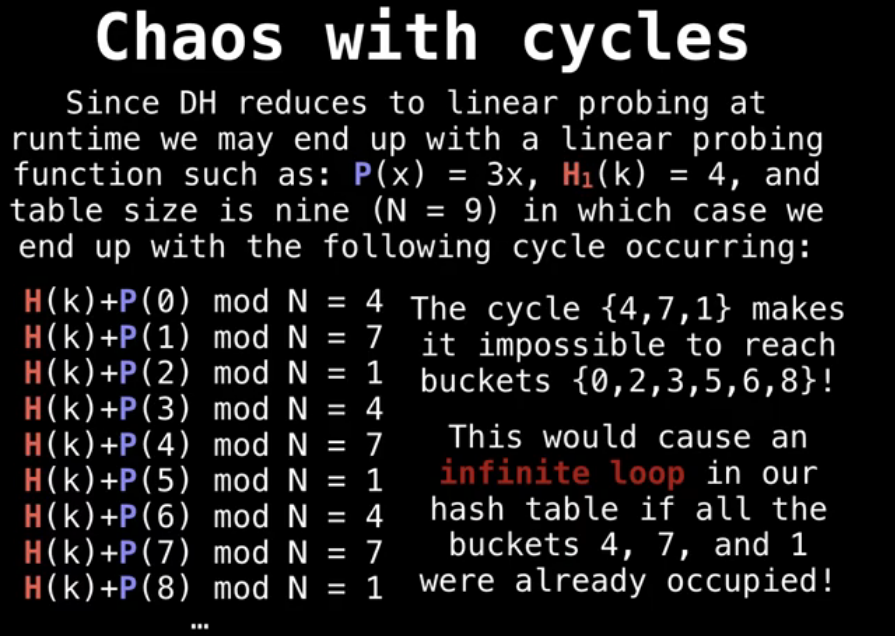 Chaos with cycles
Since DH reduces to linear probing at
runtime we may end up with a linear probing
function such as: P(x) = 3x, H₁(k) = 4, and
table size is nine (N = 9) in which case we
end up with the following cycle occurring:
H(k)+P(0) mod N = 4
H(k)+P(1) mod N = 7
H(k)+P(2) mod N = 1
H(k)+P(3) mod N = 4
H(k)+P(4) mod N = 7
H(k)+P(5) mod N = 1
H(k)+P(6) mod N = 4
H(k)+P(7) mod N = 7
H(k)+P(8) mod N = 1
…
The cycle {4,7,1} makes
it impossible to reach
buckets {0,2,3,5,6,8}!
This would cause an
infinite loop in our
hash table if all the
buckets 4, 7, and 1
were already occupied!